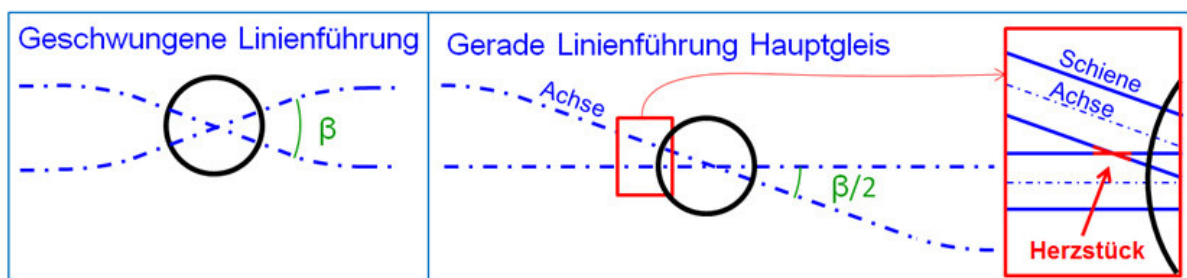 Geschwungene Linienführung
β
Gerade Linienführung Hauptgleis
Achse
β/2
Schiene
Achse
Herzstück